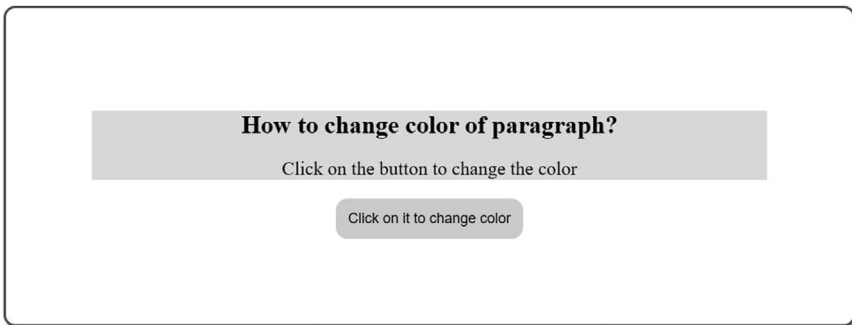 How to change color of paragraph?
Click on the button to change the color
Click on it to change color